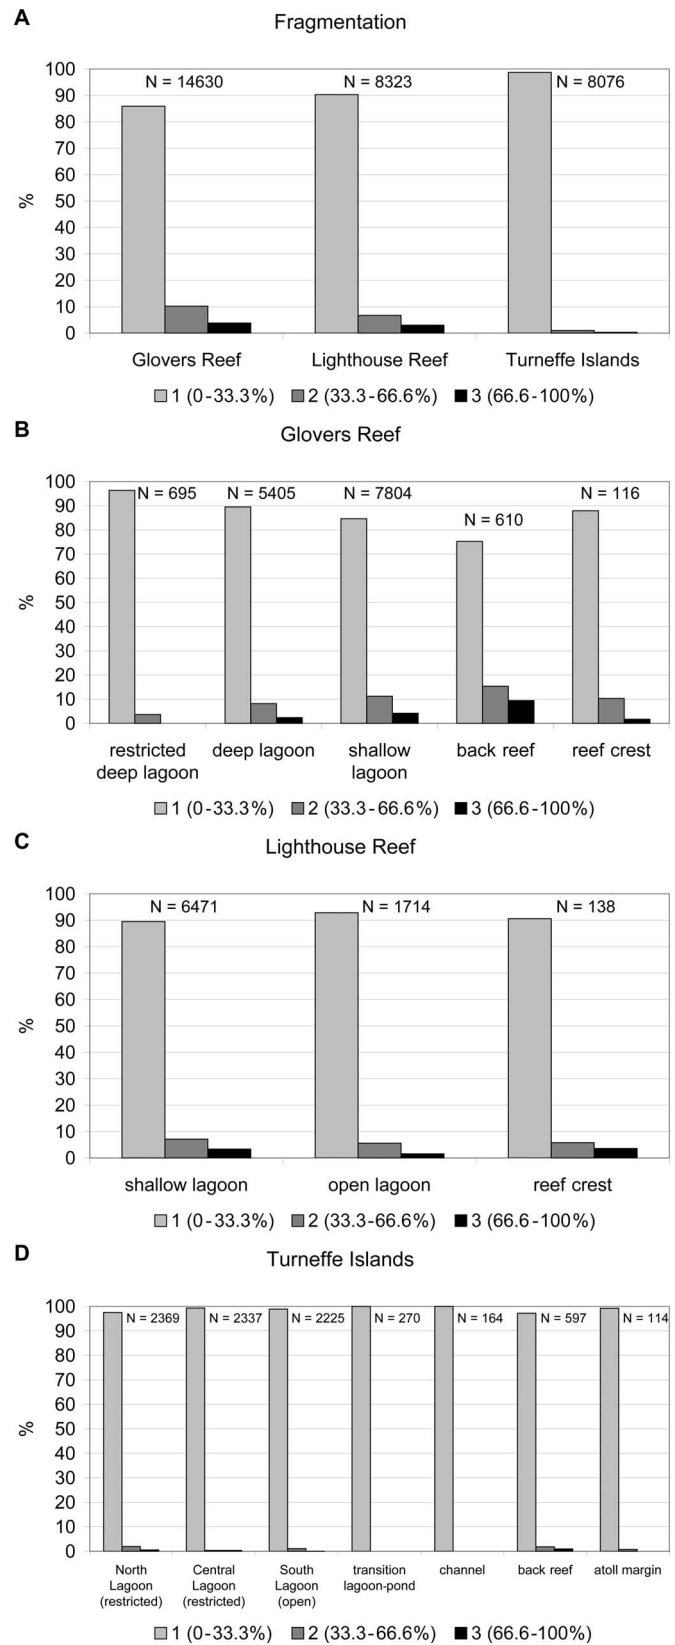 A
Fragmentation
100
90
80
70
60
50
40
30
20
10
0
%
N = 14630
N = 8323
N = 8076
Glovers Reef
Lighthouse Reef
Turneffe Islands
1 (0-33.3%) 2 (33.3-66.6%) 3 (66.6-100%)
B
Glovers Reef
100
90
80
70
60
50
40
30
20
10
0
%
N = 695
N = 5405
N = 7804
N = 610
N = 116
restricted
deep lagoon
deep lagoon
shallow
lagoon
back reef
reef crest
1 (0-33.3%) 2 (33.3-66.6%) 3 (66.6-100%)
C
Lighthouse Reef
100
90
80
70
60
50
40
30
20
10
0
%
N = 6471
N = 1714
N = 138
shallow lagoon
open lagoon
reef crest
1 (0-33.3%) 2 (33.3-66.6%) 3 (66.6-100%)
D
Turneffe Islands
100
90
80
70
60
50
40
30
20
10
0
%
N = 2369
N = 2337
N = 2225
N = 270
N = 164
N = 597
N = 114
North
Lagoon
(restricted)
Central
Lagoon
(restricted)
South
Lagoon
(open)
transition
lagoon-pond
channel
back reef
atoll margin
1 (0-33.3%) 2 (33.3-66.6%) 3 (66.6-100%)